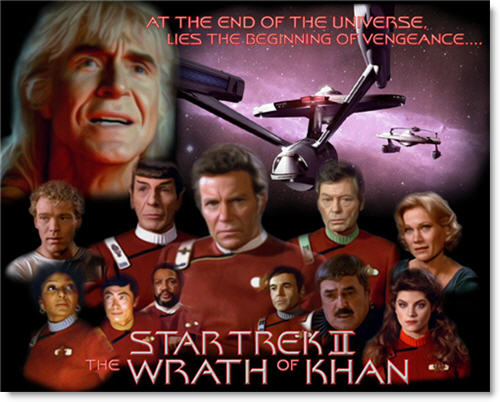 AT THE END OF THE UNIVERSE,
LIES THE BEGINNING OF VENGEANCE....
STAR TREK II
THE WRATH OF KHAN